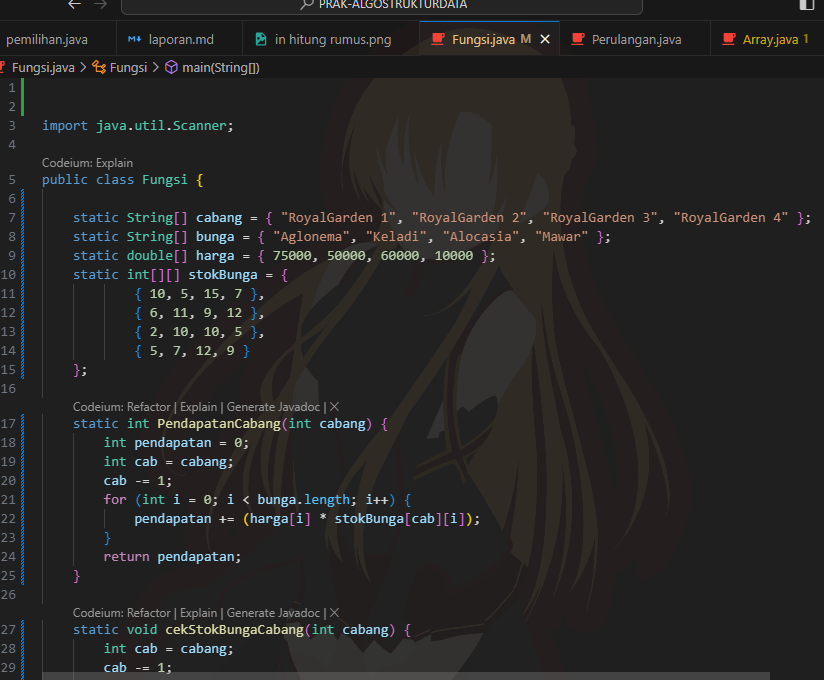 PRAK-ALGOSTRUKTURDATA
pemilihan.java laporan.md in hitung rumus.png Fungsi.java M Perulangan.java Array.java 1
Fungsi.java > Fungsi > main(String[])
1
2
3 import java.util.Scanner;
4
Codeium: Explain
5 public class Fungsi {
6
7 static String[] cabang = { "RoyalGarden 1", "RoyalGarden 2", "RoyalGarden 3", "RoyalGarden 4" };
8 static String[] bunga = { "Aglonema", "Keladi", "Alocasia", "Mawar" };
9 static double[] harga = { 75000, 50000, 60000, 10000 };
10 static int[][] stokBunga = {
11 { 10, 5, 15, 7 },
12 { 6, 11, 9, 12 },
13 { 2, 10, 10, 5 },
14 { 5, 7, 12, 9 }
15 };
16
Codeium: Refactor | Explain | Generate Javadoc | X
17 static int PendapatanCabang(int cabang) {
18 int pendapatan = 0;
19 int cab = cabang;
20 cab -= 1;
21 for (int i = 0; i < bunga.length; i++) {
22 pendapatan += (harga[i] * stokBunga[cab][i]);
23 }
24 return pendapatan;
25 }
26
Codeium: Refactor | Explain | Generate Javadoc | X
27 static void cekStokBungaCabang(int cabang) {
28 int cab = cabang;
29 cab -= 1;